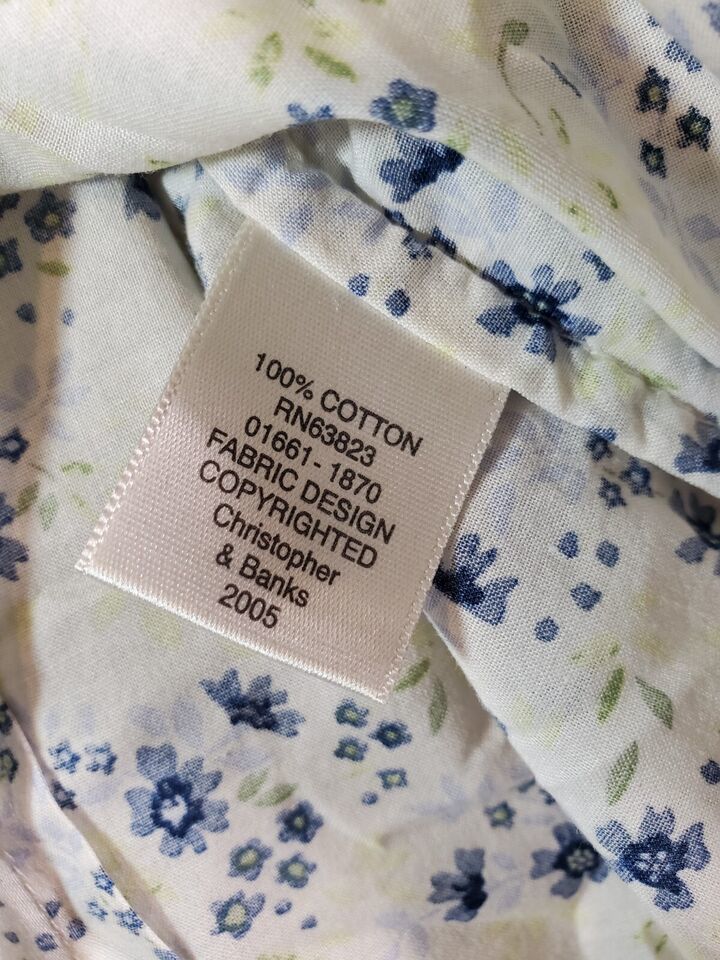 100% COTTON
RN63823
01661-1870
FABRIC DESIGN
COPYRIGHTED
Christopher
& Banks
2005